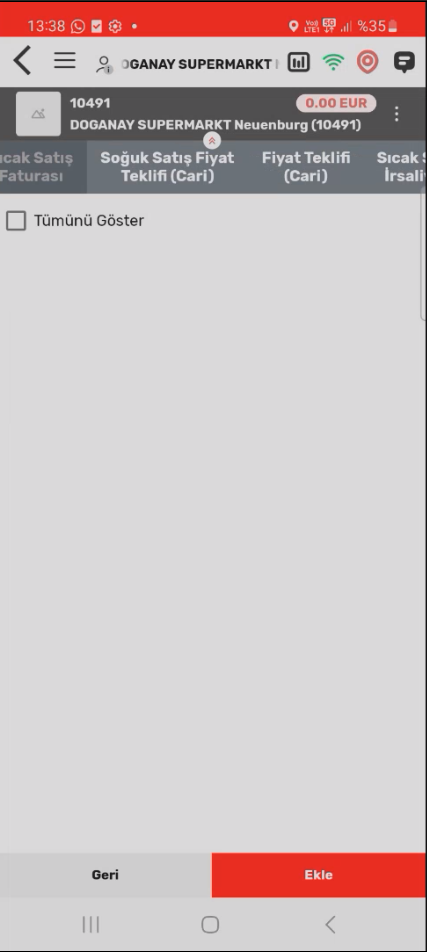 13:38 %35
OGANAY SUPERMARKT
10491 0.00 EUR
DOGANAY SUPERMARKT Neuenburg (10491)
ıcak Satış
Faturası
Soğuk Satış Fiyat
Teklifi (Cari)
Fiyat Teklifi
(Cari)
Sıcak
İrsali
Tümünü Göster
Geri Ekle